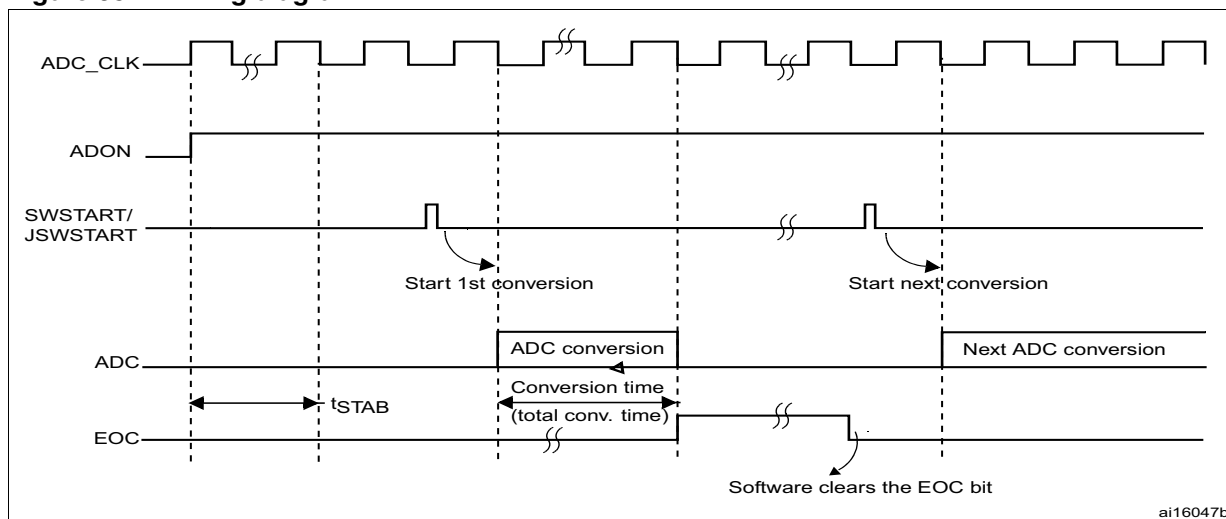 ADC_CLK
ADON
SWSTART/
JSWSTART
Start 1st conversion
Start next conversion
ADC
ADC conversion
Next ADC conversion
Conversion time
(total conv. time)
tSTAB
EOC
Software clears the EOC bit
ai16047b